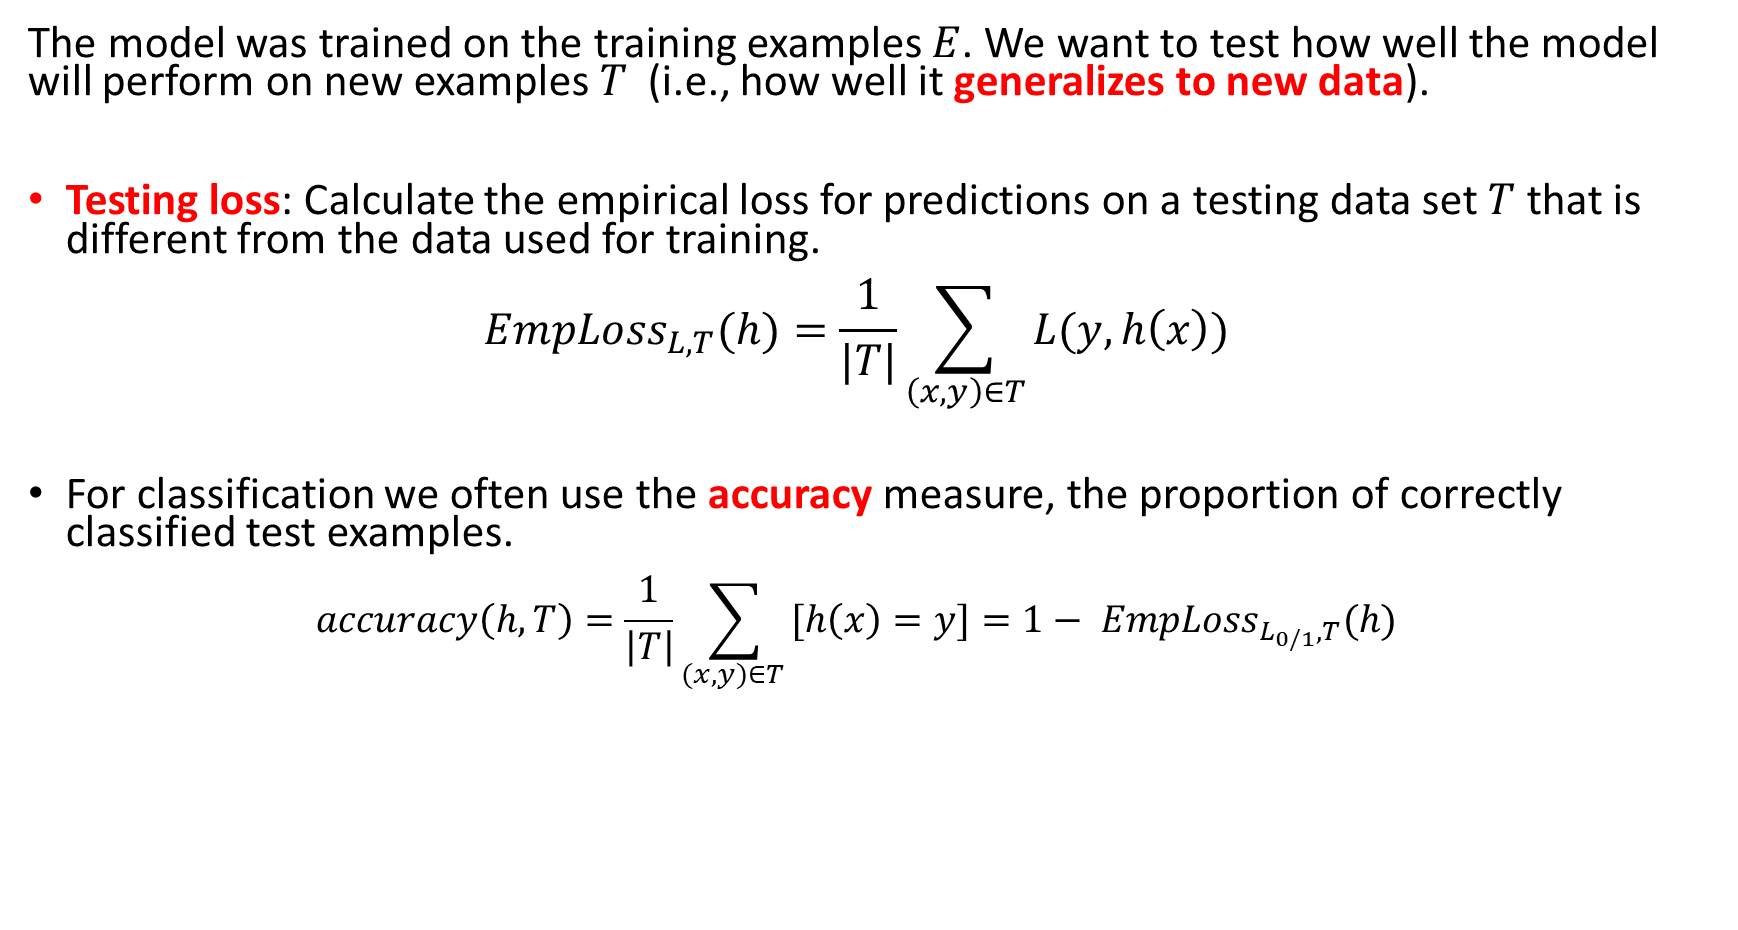 The model was trained on the training examples 𝐸. We want to test how well the model
will perform on new examples 𝑇 (i.e., how well it generalizes to new data).
• Testing loss: Calculate the empirical loss for predictions on a testing data set 𝑇 that is
different from the data used for training.
𝐸𝑚𝑝𝐿𝑜𝑠𝑠_{𝐿,𝑇}(ℎ) = 1/|𝑇| ∑_{(𝑥,𝑦)∈𝑇} 𝐿(𝑦, ℎ(𝑥))
• For classification we often use the accuracy measure, the proportion of correctly
classified test examples.
𝑎𝑐𝑐𝑢𝑟𝑎𝑐𝑦(ℎ, 𝑇) = 1/|𝑇| ∑_{(𝑥,𝑦)∈𝑇} [ℎ(𝑥) = 𝑦] = 1 − 𝐸𝑚𝑝𝐿𝑜𝑠𝑠_{𝐿_{0/1},𝑇}(ℎ)